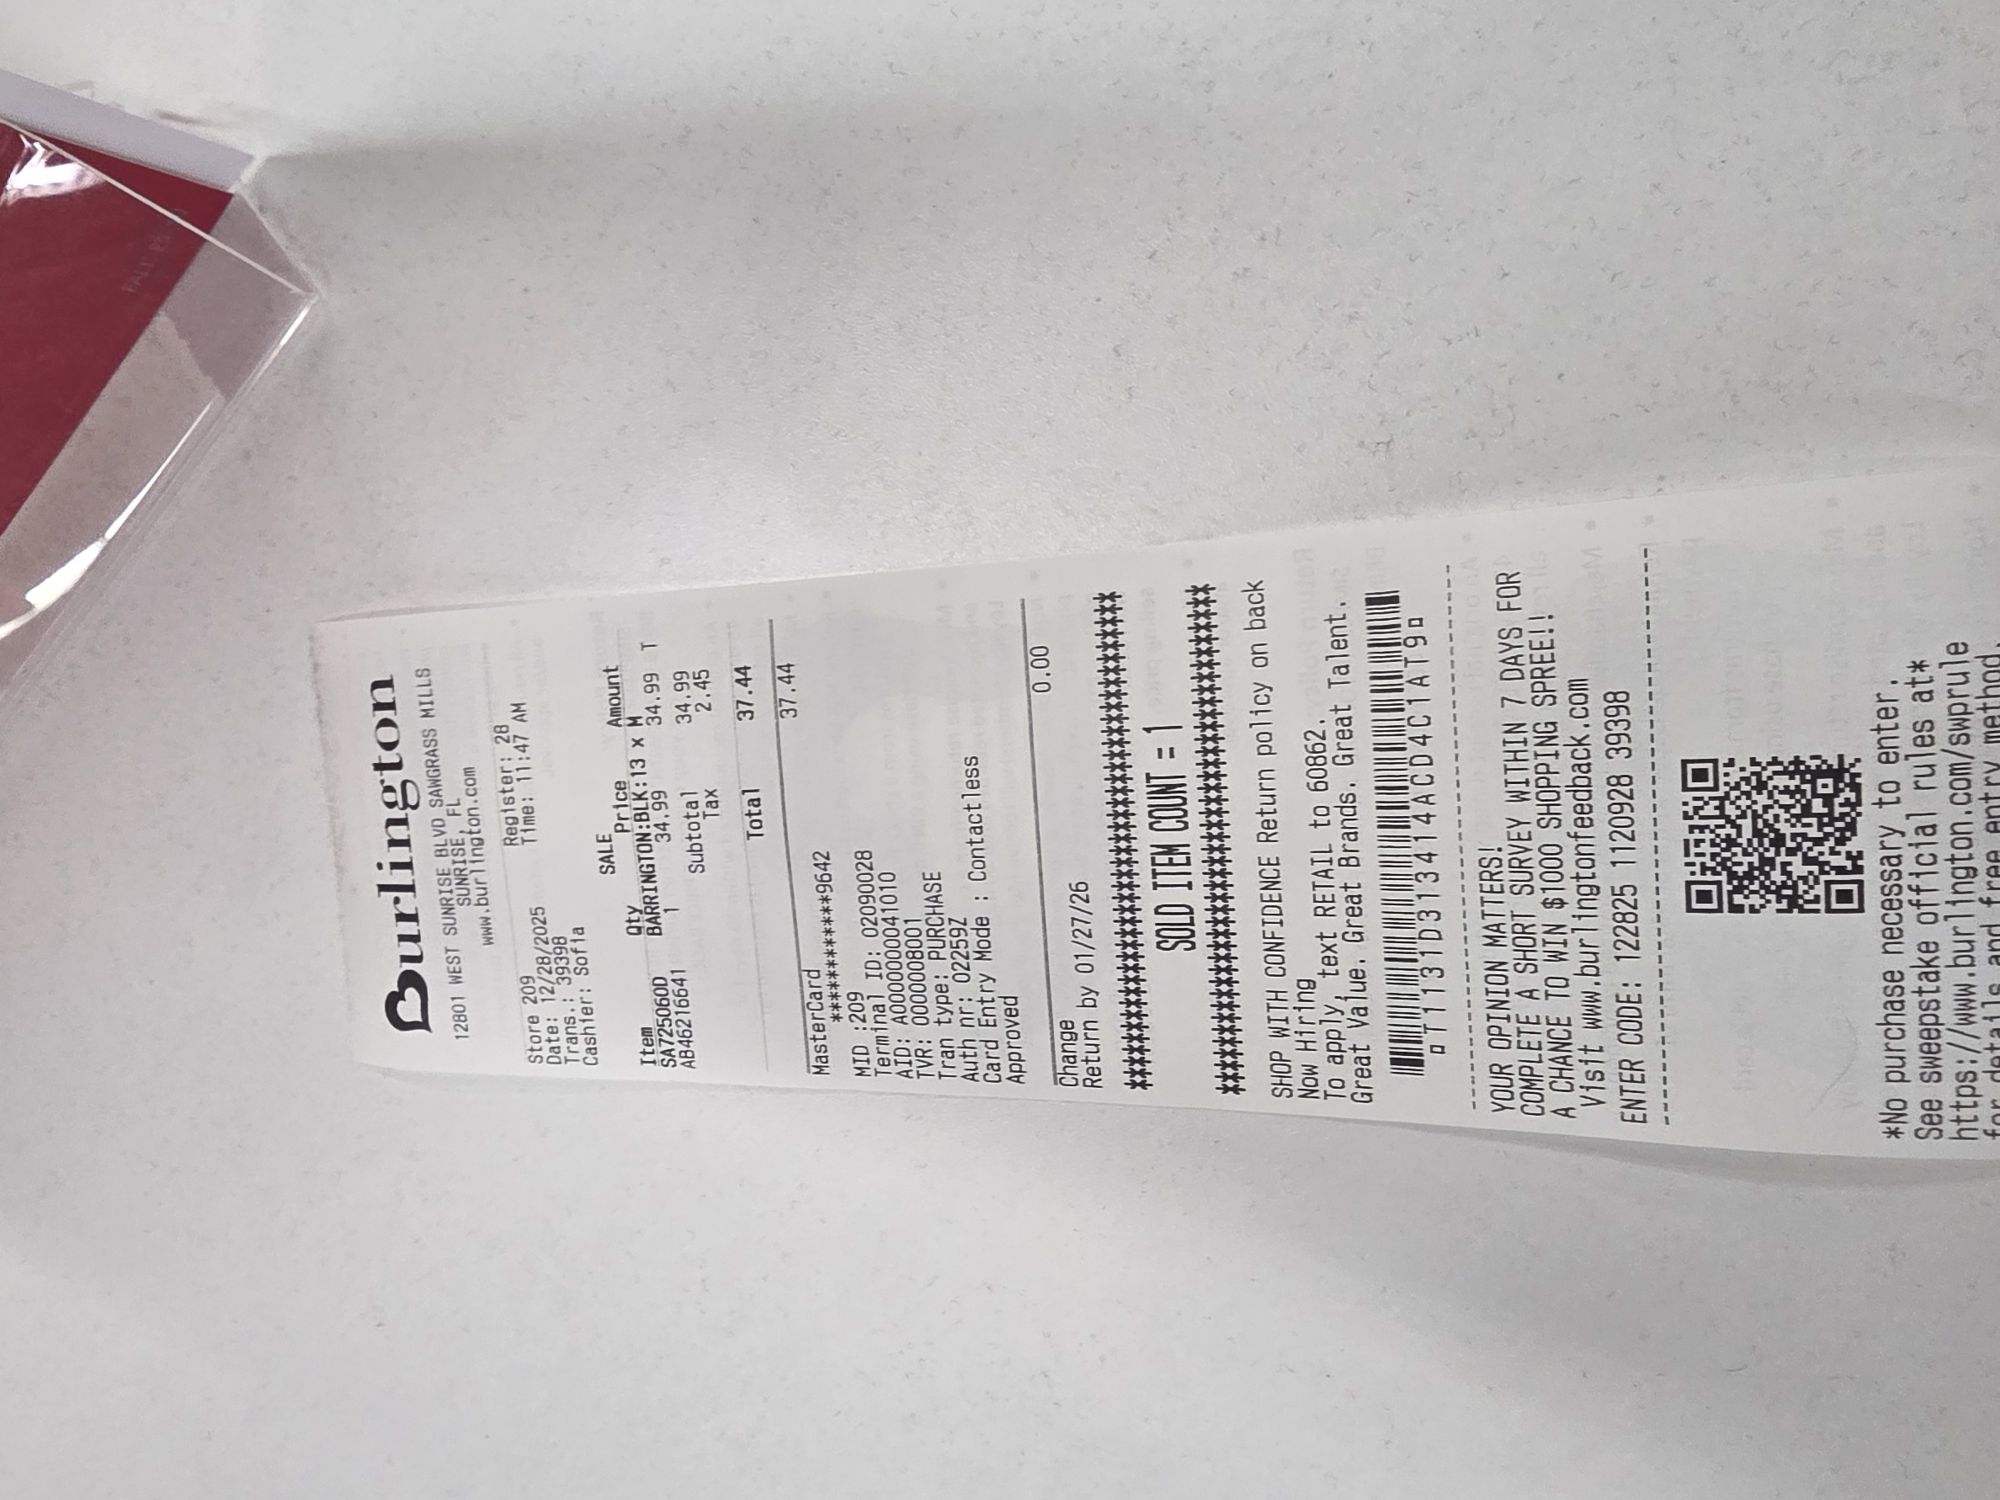 Burlington
12801 WEST SUNRISE BLVD SAWGRASS MILLS
SUNRISE, FL
www.burlington.com
Store 209 Register: 28
Date: 12/28/2025 Time: 11:47 AM
Trans.: 39398
Cashier: Sofia
SALE
Item Qty Price Amount
SA725060D BARRINGTON:BLK:13 x M
AB46216641 1 34.99 34.99 T
Subtotal 34.99
Tax 2.45
Total 37.44
MasterCard 37.44
************9642
MID :209
Terminal ID: 02090028
AID: A0000000041010
TVR: 0000008001
Tran type: PURCHASE
Auth nr: 02259Z
Card Entry Mode : Contactless
Approved
Change 0.00
Return by 01/27/26
SOLD ITEM COUNT = 1
SHOP WITH CONFIDENCE Return policy on back
Now Hiring
To apply, text RETAIL to 60862.
Great Value. Great Brands. Great Talent.
T1131D313414ACD4C1AT9
YOUR OPINION MATTERS!
COMPLETE A SHORT SURVEY WITHIN 7 DAYS FOR
A CHANCE TO WIN $1000 SHOPPING SPREE!!
Visit www.burlingtonfeedback.com
ENTER CODE: 122825 1120928 39398
*No purchase necessary to enter.
See sweepstake official rules at*
https://www.burlington.com/swprule
for details and free entry method.